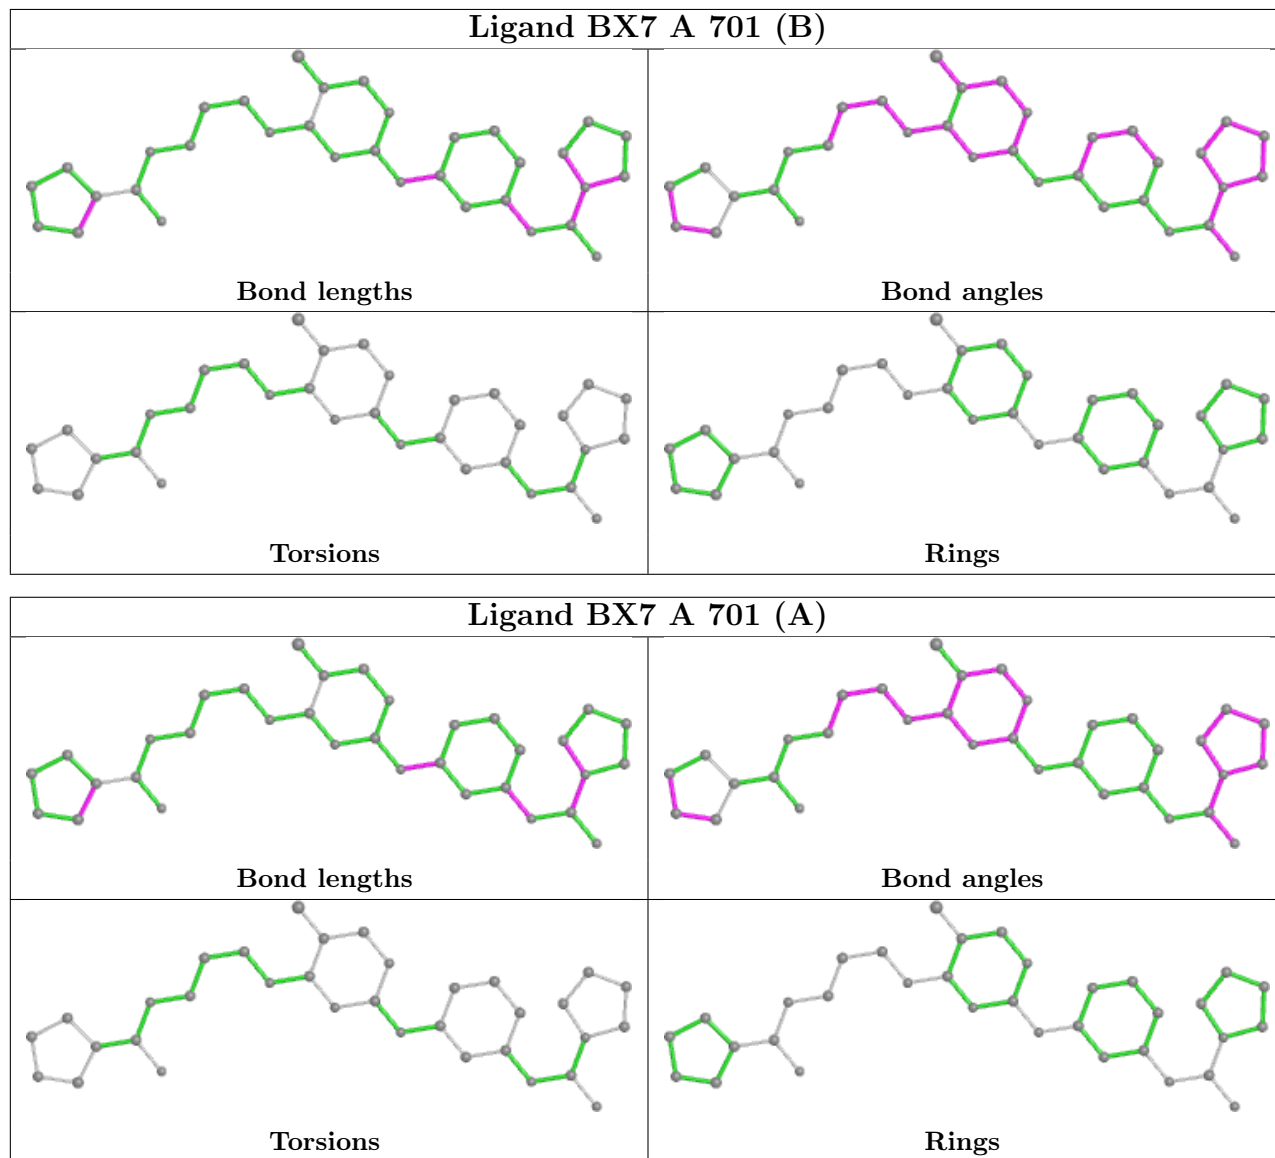 Ligand BX7 A 701 (B)
Bond lengths
Bond angles
Torsions
Rings
Ligand BX7 A 701 (A)
Bond lengths
Bond angles
Torsions
Rings